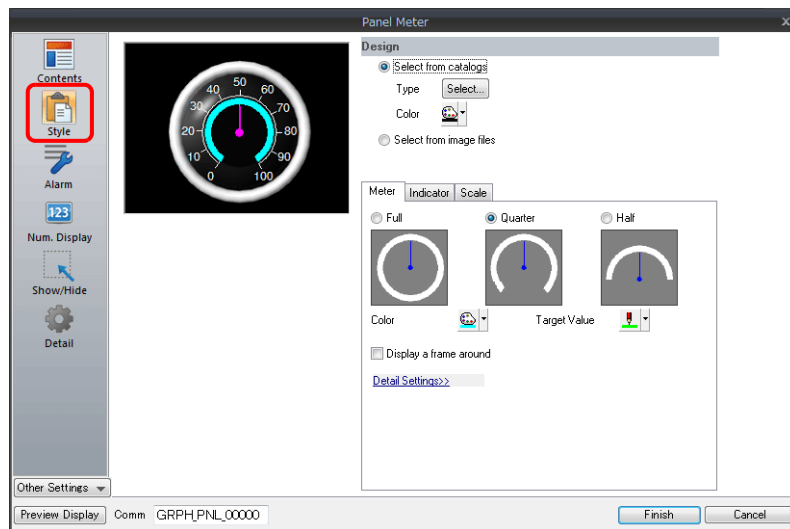 Panel Meter
x
Contents
Style
Alarm
123
Num. Display
Show/Hide
Detail
Other Settings
Preview Display
Comm GRPH_PNL_00000
0
10
20
30
40
50
60
70
80
90
100
Design
Select from catalogs
Type Select...
Color
Select from image files
Meter Indicator Scale
Full Quarter Half
Color Target Value
Display a frame around
Detail Settings>>
Finish Cancel